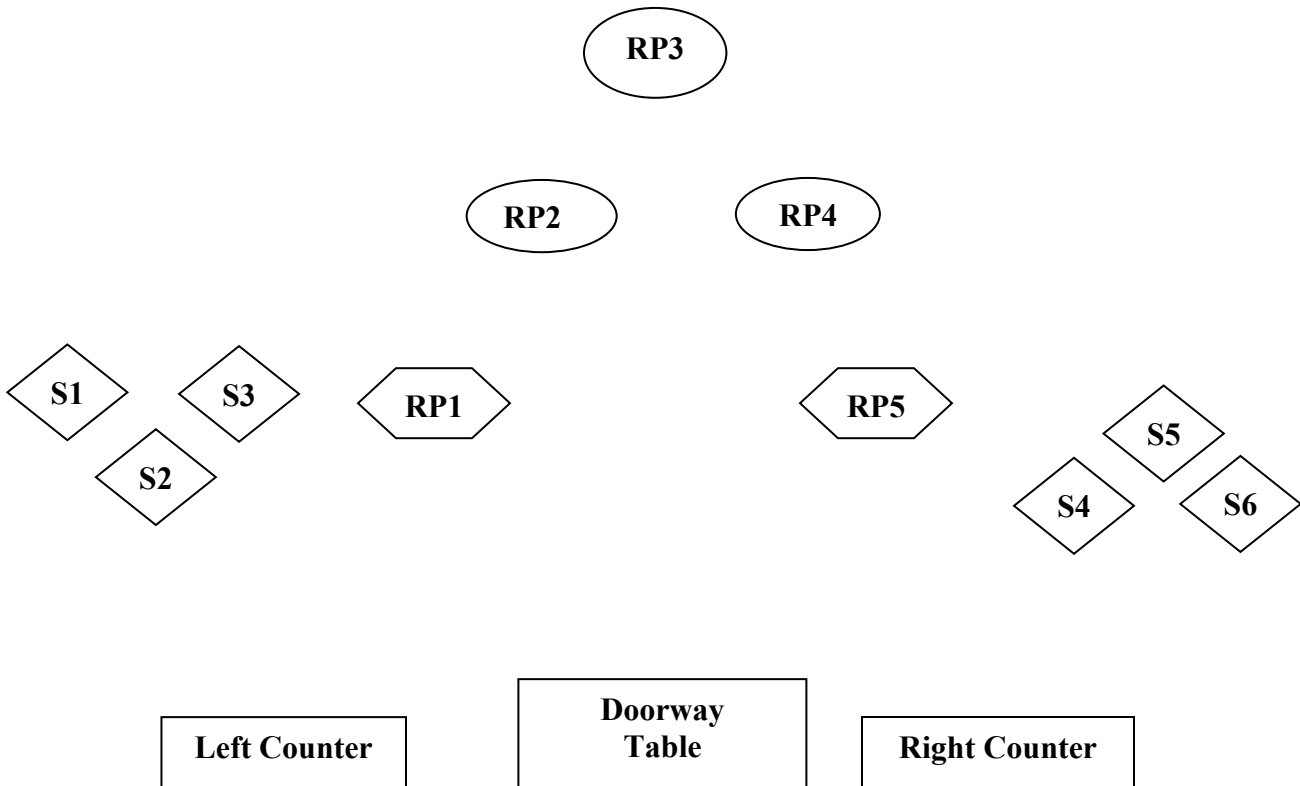 RP3
RP2
RP4
S1
S3
RP1
RP5
S5
S2
S4
S6
Doorway
Table
Left Counter
Right Counter